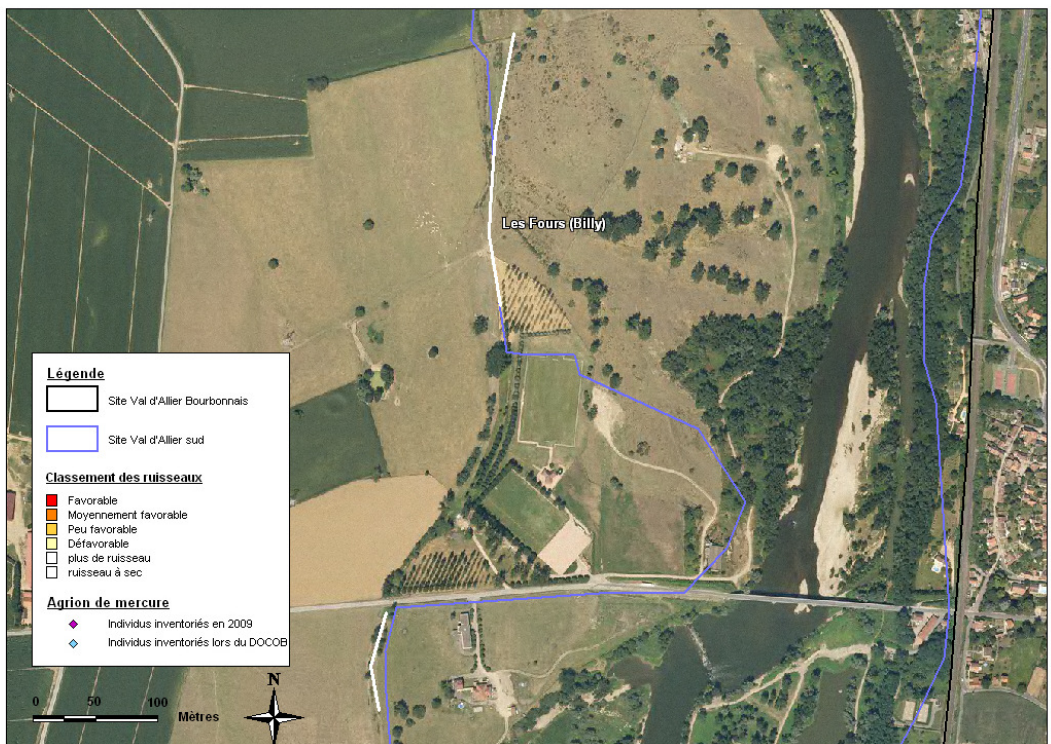 Les Fours (Billy)
Légende
Site Val d'Allier Bourbonnais
Site Val d'Allier sud
Classement des ruisseaux
Favorable
Moyennement favorable
Peu favorable
Défavorable
plus de ruisseau
ruisseau à sec
Agrion de mercure
Individus inventoriés en 2009
Individus inventoriés lors du DOCOB
0 50 100
Mètres
N